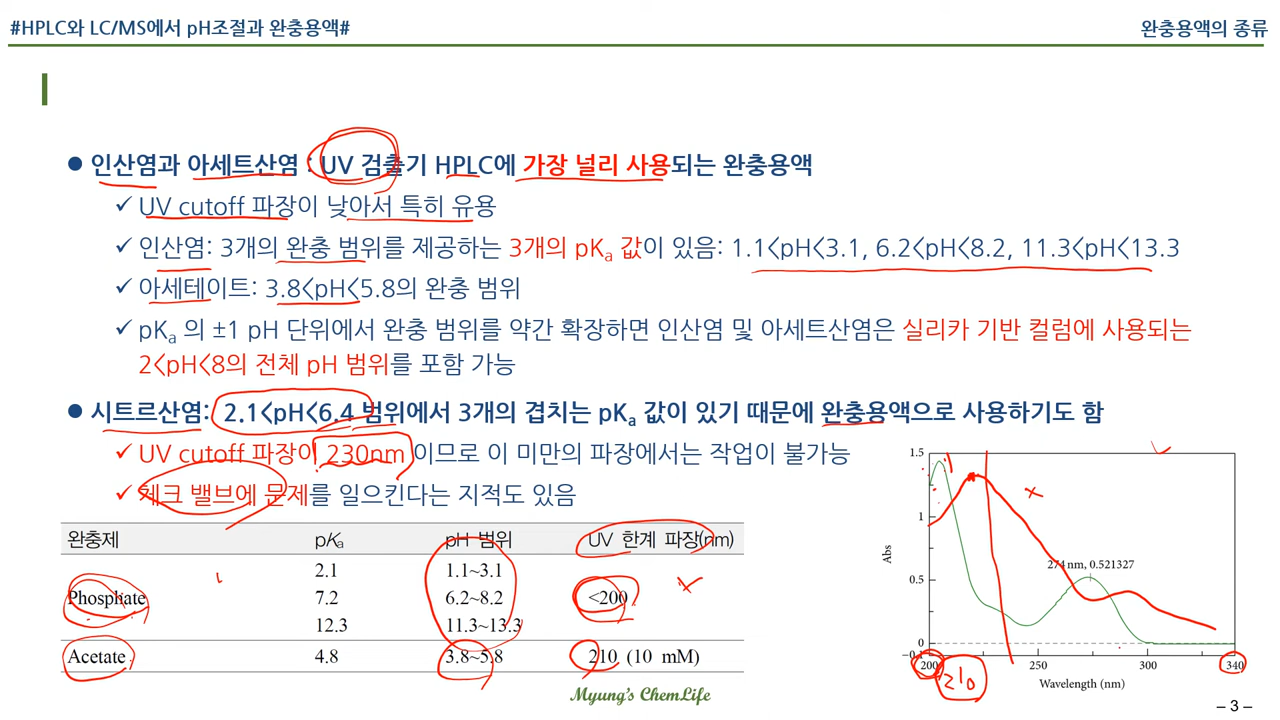 #HPLC와 LC/MS에서 pH조절과 완충용액#
완충용액의 종류
● 인산염과 아세트산염 : UV 검출기 HPLC에 가장 널리 사용되는 완충용액
✓ UV cutoff 파장이 낮아서 특히 유용
✓ 인산염: 3개의 완충 범위를 제공하는 3개의 pKa 값이 있음: 1.1<pH<3.1, 6.2<pH<8.2, 11.3<pH<13.3
✓ 아세테이트: 3.8<pH<5.8의 완충 범위
✓ pKa 의 ±1 pH 단위에서 완충 범위를 약간 확장하면 인산염 및 아세트산염은 실리카 기반 컬럼에 사용되는
2<pH<8의 전체 pH 범위를 포함 가능
● 시트르산염: 2.1<pH<6.4 범위에서 3개의 겹치는 pKa 값이 있기 때문에 완충용액으로 사용하기도 함
✓ UV cutoff 파장이 230nm 이므로 이 미만의 파장에서는 작업이 불가능
✓ 체크 밸브에 문제를 일으킨다는 지적도 있음
완충제 pKa pH 범위 UV 한계 파장(nm)
2.1 1.1~3.1
Phosphate 7.2 6.2~8.2 <200
12.3 11.3~13.3
Acetate 4.8 3.8~5.8 210 (10 mM)
1.5
1
Abs
274 nm, 0.521327
0.5
0
200 250 300 340
210
Wavelength (nm)
Myung's ChemLife
– 3 –